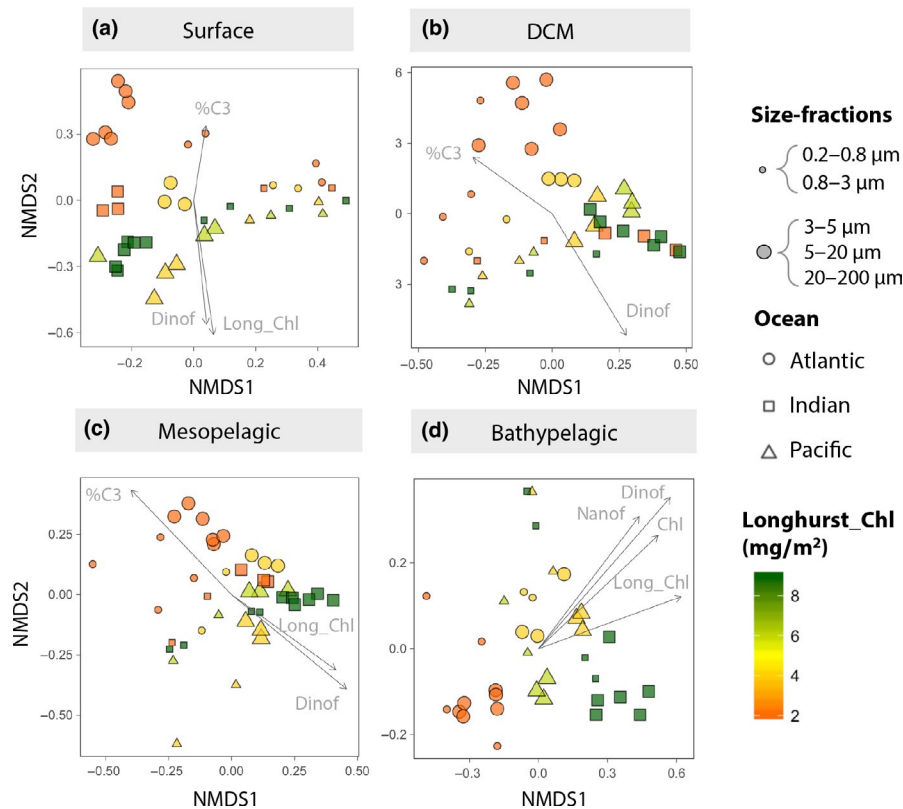 (a) Surface
%C3
Dinof
Long_Chl
0.3
0.0
−0.3
−0.6
NMDS2
0.0
0.2
0.4
NMDS1
(b) DCM
%C3
Dinof
6
3
0
3
−0.50
−0.25
0.00
0.25
0.50
NMDS1
(c) Mesopelagic
%C3
Long_Chl
Dinof
0.25
0.00
−0.25
−0.50
NMDS2
−0.50
−0.25
0.00
0.25
0.50
NMDS1
(d) Bathypelagic
Dinof
Nanof
Chl
Long_Chl
0.2
0.0
−0.2
−0.3
0.0
0.3
0.6
NMDS1
Size-fractions
0.2–0.8 µm
0.8–3 µm
3–5 µm
5–20 µm
20–200 µm
Ocean
Atlantic
Indian
Pacific
Longhurst_Chl
(mg/m²)
8
6
4
2